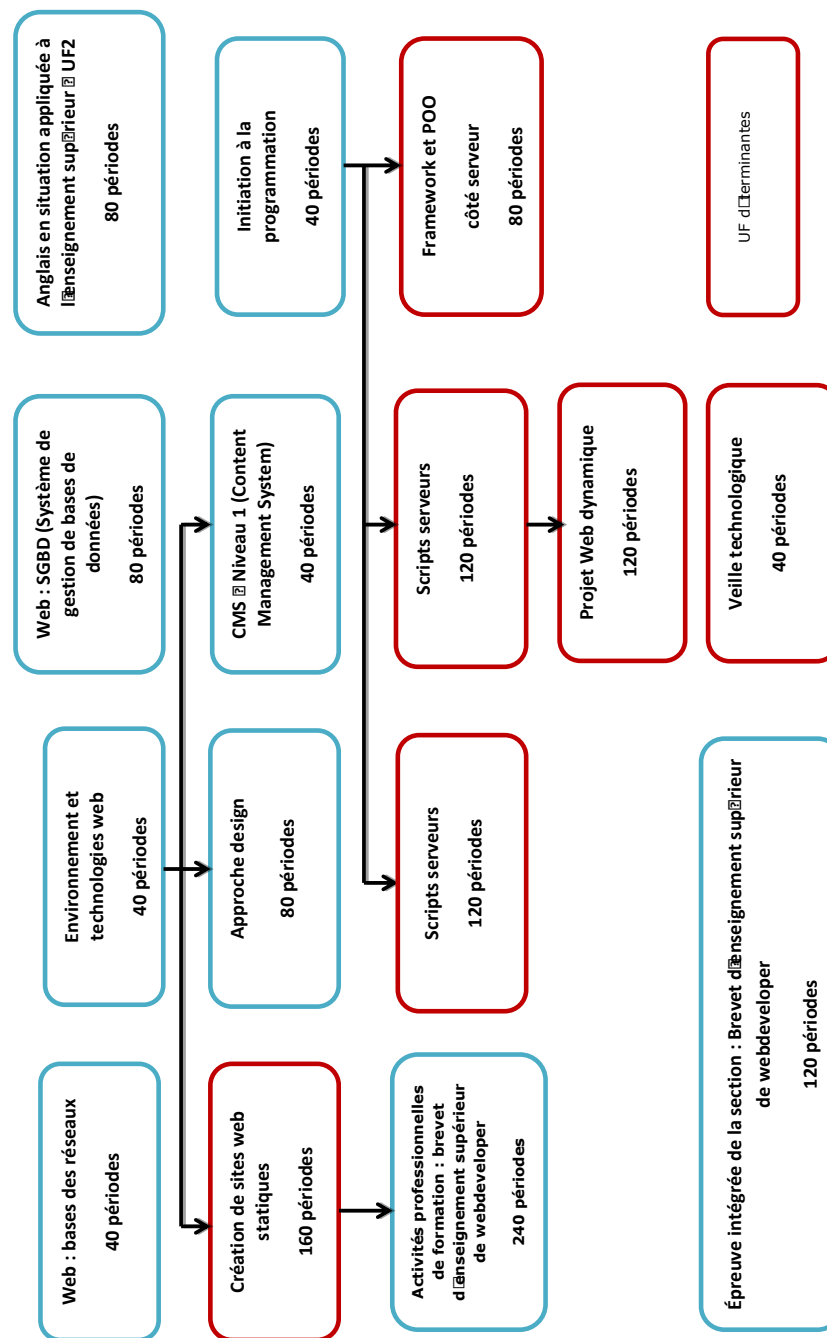 Web : bases des réseaux
40 périodes
Environnement et
technologies web
40 périodes
Web : SGBD (Système de
gestion de bases de
données)
80 périodes
Anglais en situation appliquée à
l�enseignement sup�rieur � UF2
80 périodes
Création de sites web
statiques
160 périodes
Approche design
80 périodes
CMS � Niveau 1 (Content
Management System)
40 périodes
Initiation à la
programmation
40 périodes
Activités professionnelles
de formation : brevet
d�enseignement supérieur
de webdeveloper
240 périodes
Scripts serveurs
120 périodes
Scripts serveurs
120 périodes
Framework et POO
côté serveur
80 périodes
Projet Web dynamique
120 périodes
Épreuve intégrée de la section : Brevet d�enseignement sup�rieur
de webdeveloper
120 périodes
Veille technologique
40 périodes
UF d�terminantes